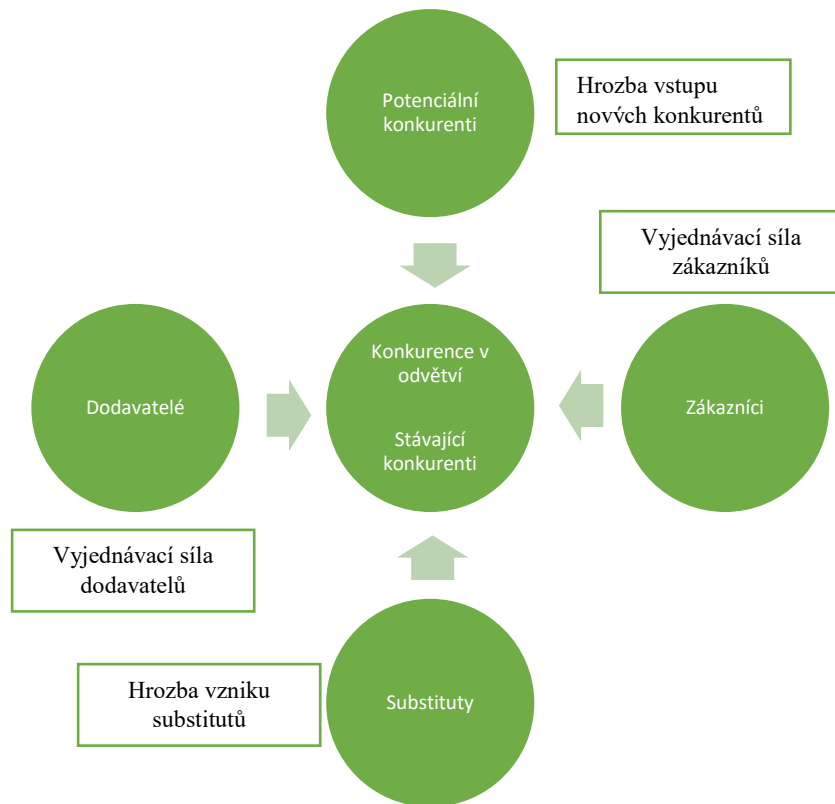 Potenciální
konkurenti
Hrozba vstupu
nových konkurentů
Vyjednávací síla
zákazníků
Konkurence v
odvětví
Stávající
konkurenti
Dodavatelé
Zákazníci
Vyjednávací síla
dodavatelů
Hrozba vzniku
substitutů
Substituty